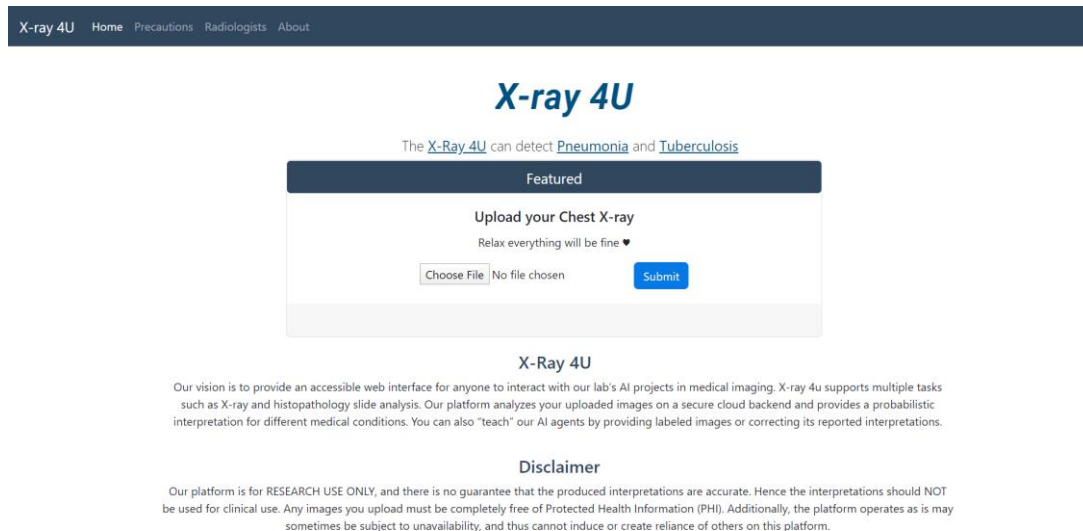 X-ray 4U Home Precautions Radiologists About
X-ray 4U
The X-Ray 4U can detect Pneumonia and Tuberculosis
Featured
Upload your Chest X-ray
Relax everything will be fine ♥
Choose File No file chosen Submit
X-Ray 4U
Our vision is to provide an accessible web interface for anyone to interact with our lab's AI projects in medical imaging. X-ray 4u supports multiple tasks
such as X-ray and histopathology slide analysis. Our platform analyzes your uploaded images on a secure cloud backend and provides a probabilistic
interpretation for different medical conditions. You can also "teach" our AI agents by providing labeled images or correcting its reported interpretations.
Disclaimer
Our platform is for RESEARCH USE ONLY, and there is no guarantee that the produced interpretations are accurate. Hence the interpretations should NOT
be used for clinical use. Any images you upload must be completely free of Protected Health Information (PHI). Additionally, the platform operates as is may
sometimes be subject to unavailability, and thus cannot induce or create reliance of others on this platform.